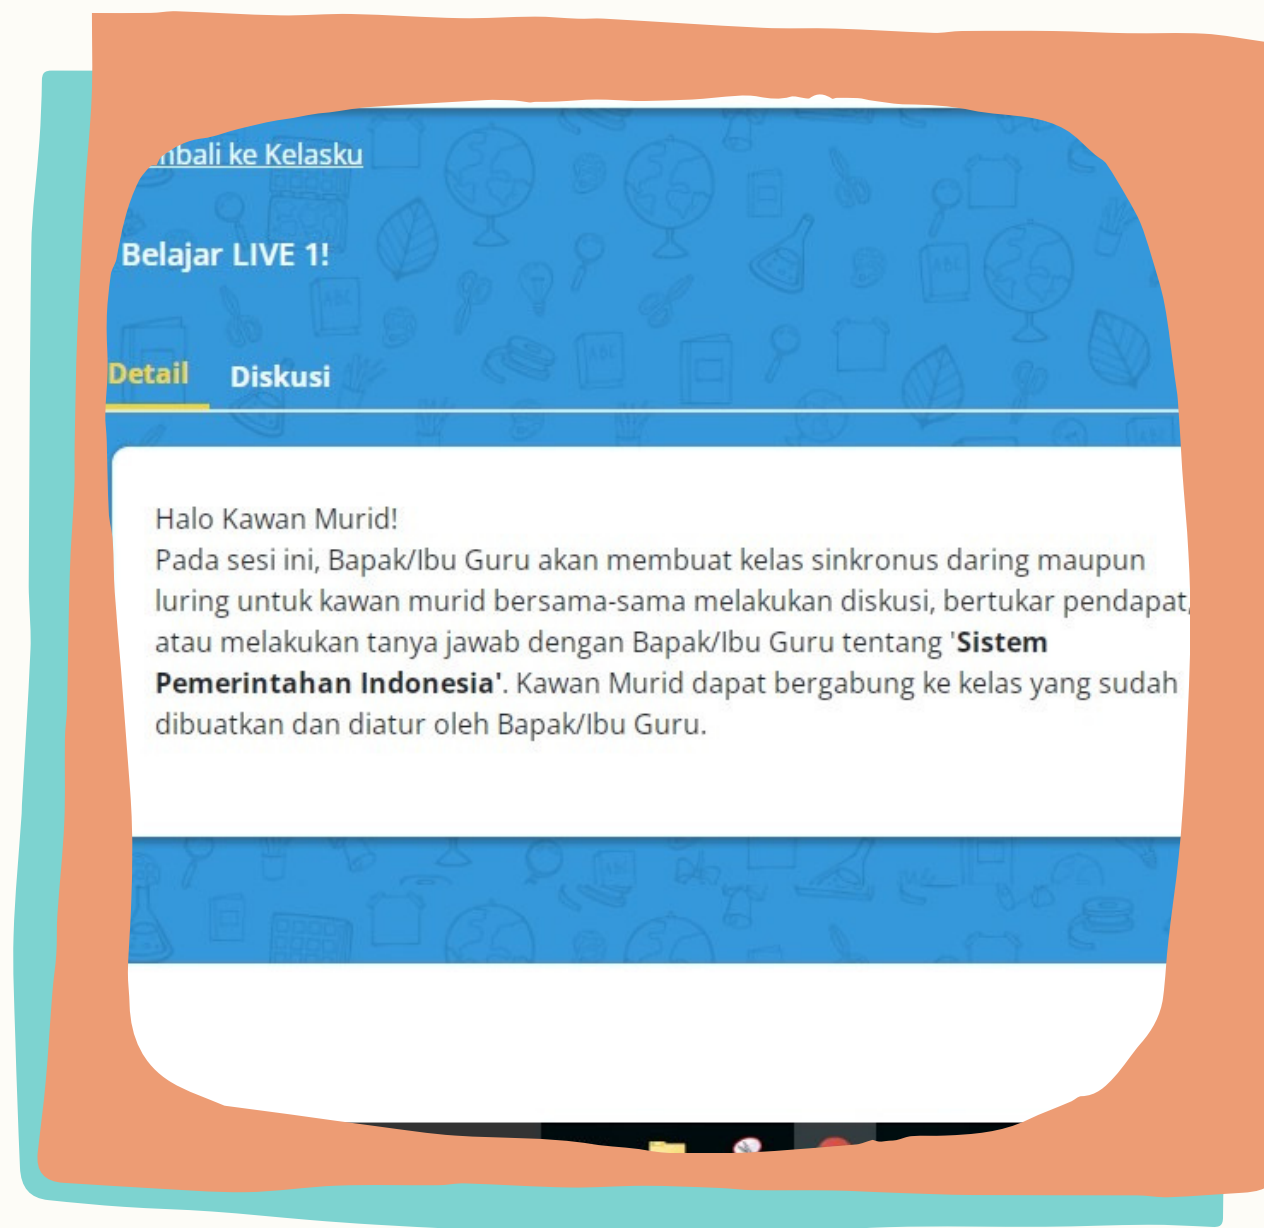 mbali ke Kelasku
Belajar LIVE 1!
Detail Diskusi
Halo Kawan Murid!
Pada sesi ini, Bapak/Ibu Guru akan membuat kelas sinkronus daring maupun
luring untuk kawan murid bersama-sama melakukan diskusi, bertukar pendapat,
atau melakukan tanya jawab dengan Bapak/Ibu Guru tentang 'Sistem
Pemerintahan Indonesia'. Kawan Murid dapat bergabung ke kelas yang sudah
dibuatkan dan diatur oleh Bapak/Ibu Guru.